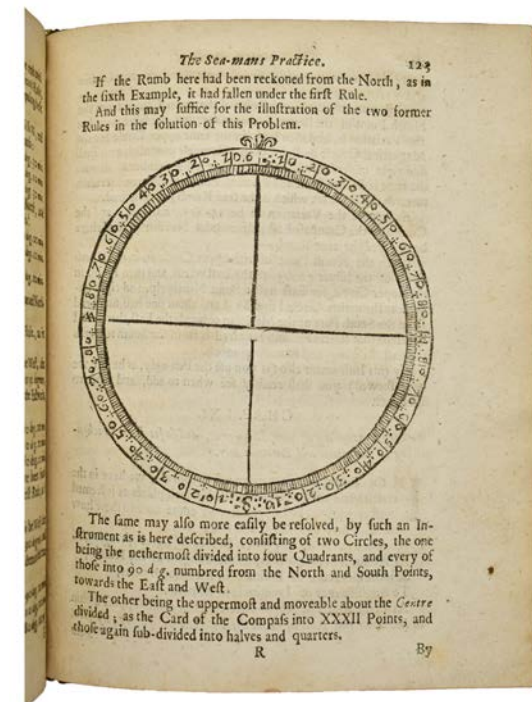 The Sea-mans Practice. 123
If the Rumb here had been reckoned from the North, as in
the sixth Example, it had fallen under the first Rule.
And this may suffice for the illustration of the two former
Rules in the solution of this Problem.
The same may also more easily be resolved, by such an In-
strument as is here described, consisting of two Circles, the one
being the nethermost divided into four Quadrants, and every of
those into 90 d g. numbred from the North and South Points,
towards the East and West.
The other being the uppermost and moveable about the Centre
divided; as the Card of the Compass into XXXII Points, and
those again sub-divided into halves and quarters.
R By